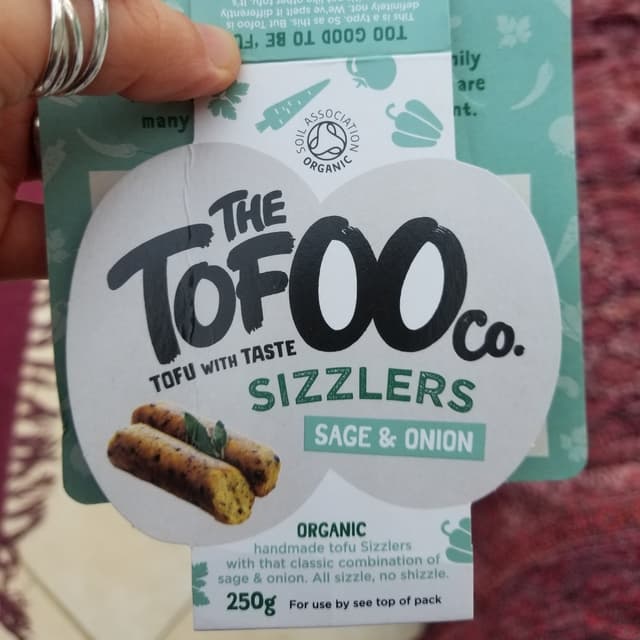 TOO GOOD TO BE 'FU
This is a typo. So as this. But Tofoo is
definitely not. We've spelt it differently
many
mily
are
nt.
SOIL ASSOCIATION
ORGANIC
THE
TOFOO CO.
TOFU WITH TASTE
SIZZLERS
SAGE & ONION
ORGANIC
handmade tofu Sizzlers
with that classic combination of
sage & onion. All sizzle, no shizzle.
250g For use by see top of pack